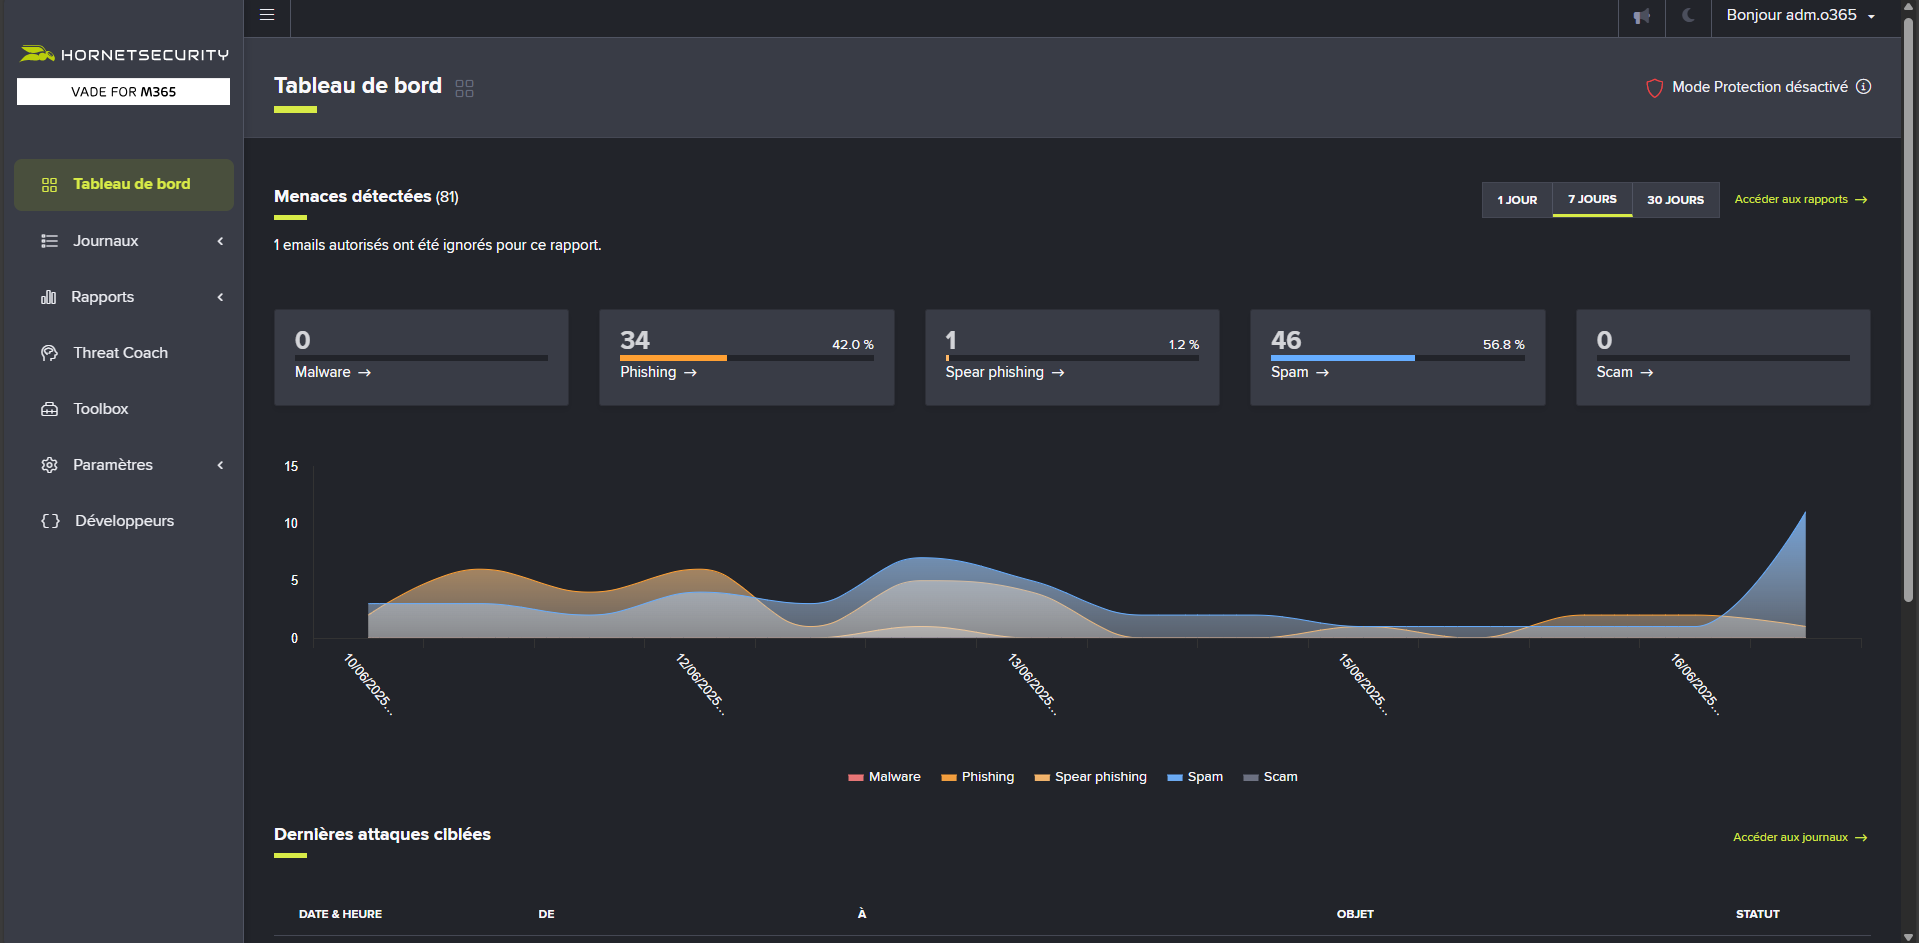 Bonjour adm.o365
HORNETSECURITY
VADE FOR M365
Tableau de bord
Mode Protection désactivé
Tableau de bord
Journaux
Rapports
Threat Coach
Toolbox
Paramètres
Développeurs
Menaces détectées (81)
1 JOUR 7 JOURS 30 JOURS Accéder aux rapports →
1 emails autorisés ont été ignorés pour ce rapport.
0
Malware →
34 42.0 %
Phishing →
1 1.2 %
Spear phishing →
46 56.8 %
Spam →
0
Scam →
15
10
5
0
10/06/2025...
12/06/2025...
13/06/2025...
15/06/2025...
16/06/2025...
Malware Phishing Spear phishing Spam Scam
Dernières attaques ciblées
Accéder aux journaux →
DATE & HEURE DE À OBJET STATUT